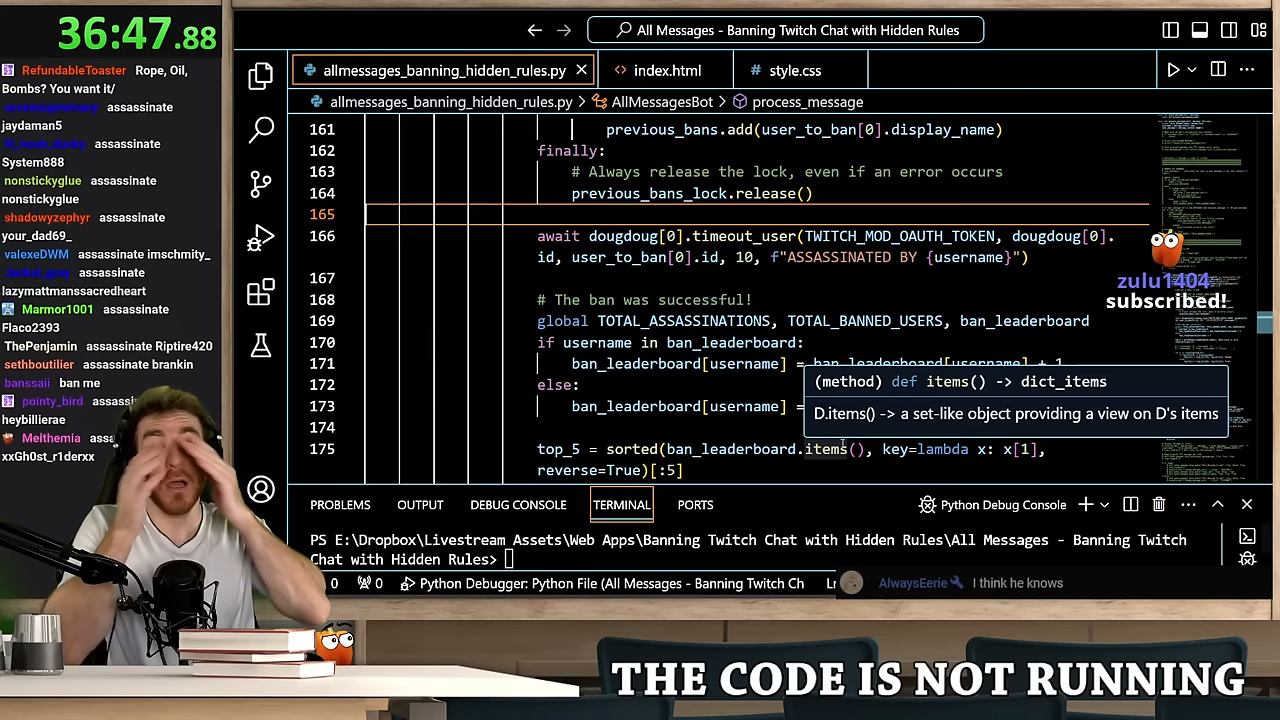 36:47.88
RefundableToaster Rope, Oil,
Bombs? You want it/
assassinate
jaydaman5
assassinate
System888
nonstickyglue assassinate
nonstickyglue
shadowyzephyr assassinate
your_dad69_
valexeDWM assassinate imschmity_
assassinate
lazymattmanssacredheart
Marmor1001 assassinate
Flaco2393
ThePenguin assassinate Riptire420
sethboutilier assassinate brankin
banssaii ban me
pointy_bird
heybillierae
Melthemia
xxGh0st_r1derxx
All Messages - Banning Twitch Chat with Hidden Rules
allmessages_banning_hidden_rules.py
index.html
style.css
allmessages_banning_hidden_rules.py > AllMessagesBot > process_message
161 previous_bans.add(user_to_ban[0].display_name)
162 finally:
163 # Always release the lock, even if an error occurs
164 previous_bans_lock.release()
165
166 await dougdoug[0].timeout_user(TWITCH_MOD_OAUTH_TOKEN, dougdoug[0].
id, user_to_ban[0].id, 10, f"ASSASSINATED BY {username}")
167
168 # The ban was successful!
169 global TOTAL_ASSASSINATIONS, TOTAL_BANNED_USERS, ban_leaderboard
170 if username in ban_leaderboard:
171 ban_leaderboard[username] = ban_leaderboard[username] + 1
172 else:
173 ban_leaderboard[username] =
174
175 top_5 = sorted(ban_leaderboard.items(), key=lambda x: x[1],
reverse=True)[:5]
(method) def items() -> dict_items
D.items() -> a set-like object providing a view on D's items
zulu1404
subscribed!
PROBLEMS OUTPUT DEBUG CONSOLE TERMINAL PORTS
Python Debug Console
PS E:\Dropbox\Livestream Assets\Web Apps\Banning Twitch Chat with Hidden Rules\All Messages - Banning Twitch
Chat with Hidden Rules>
0 0 Python Debugger: Python File (All Messages - Banning Twitch Ch
AlwaysEerie I think he knows
THE CODE IS NOT RUNNING